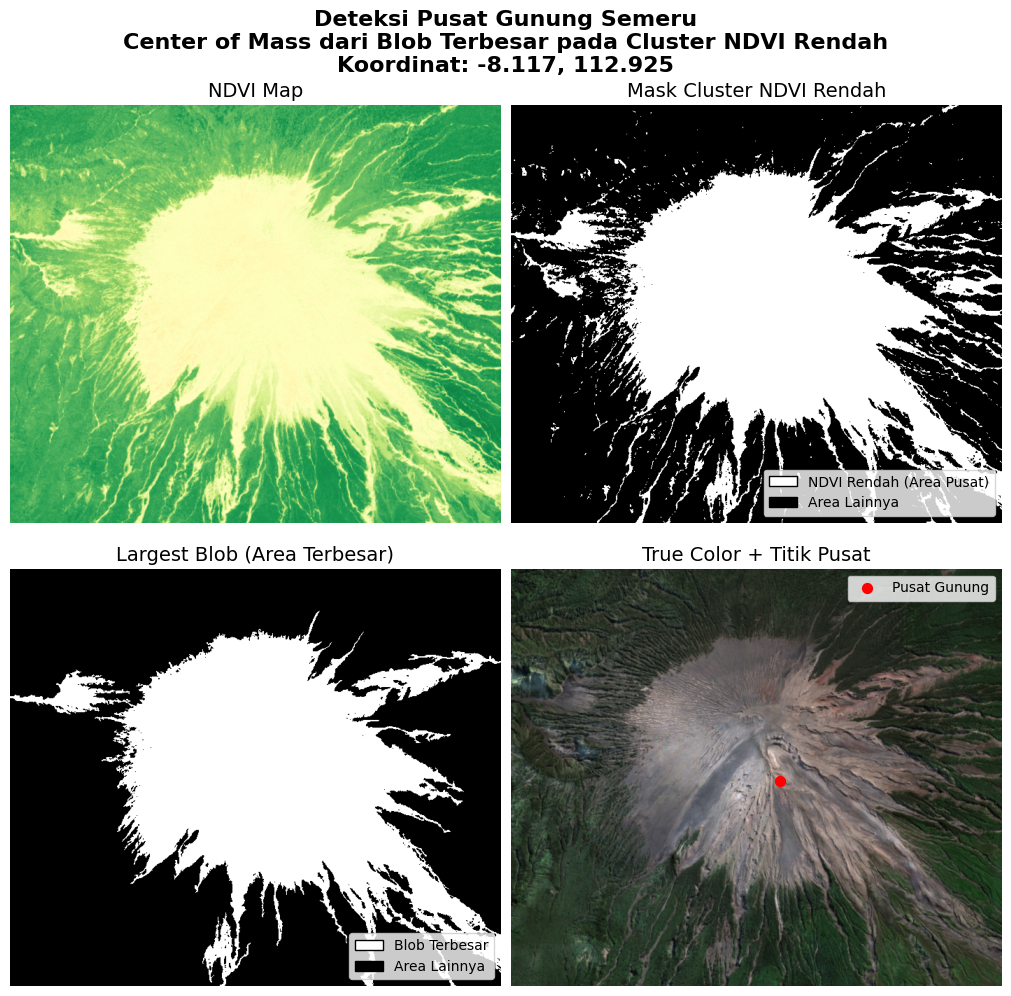 Deteksi Pusat Gunung Semeru
Center of Mass dari Blob Terbesar pada Cluster NDVI Rendah
Koordinat: -8.117, 112.925
NDVI Map
Mask Cluster NDVI Rendah
NDVI Rendah (Area Pusat)
Area Lainnya
Largest Blob (Area Terbesar)
True Color + Titik Pusat
Pusat Gunung
Blob Terbesar
Area Lainnya